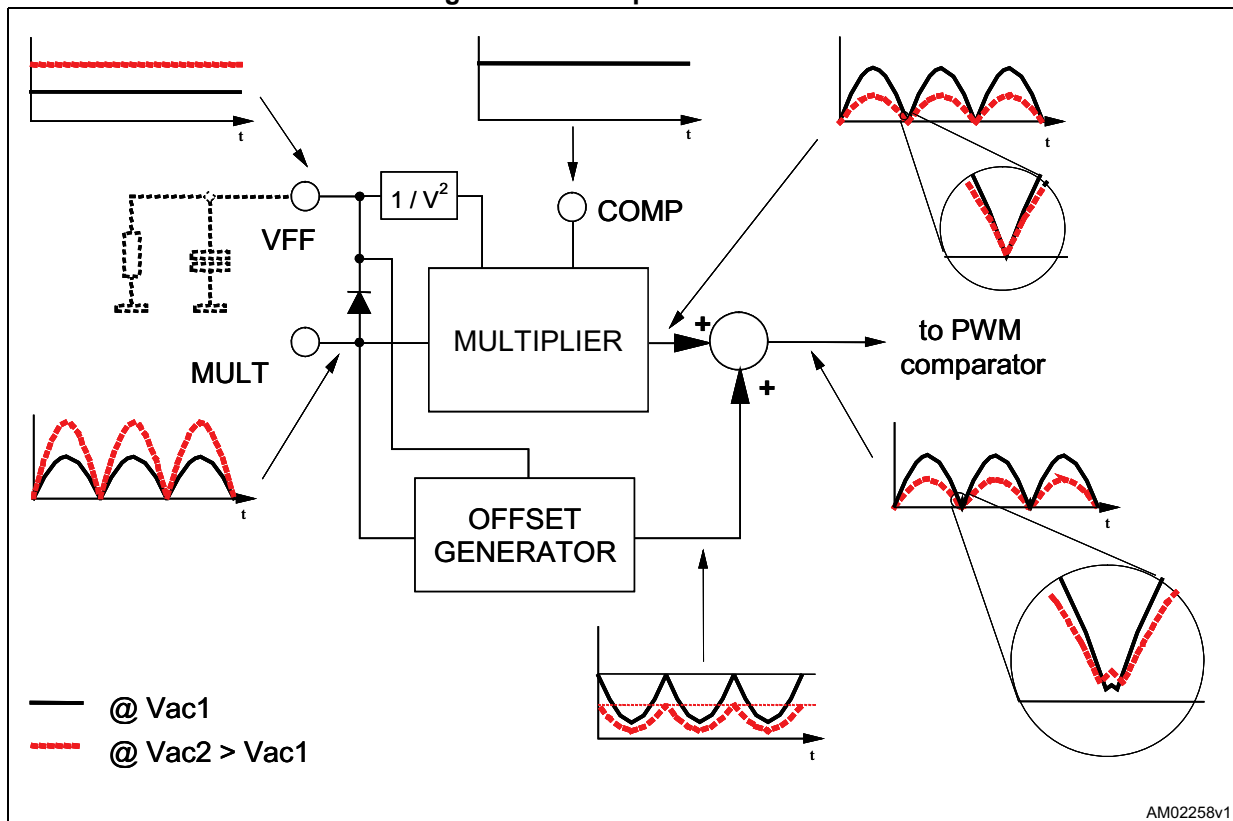 t
t
t
1 / V²
COMP
VFF
MULTIPLIER
+
to PWM
comparator
MULT
+
t
t
OFFSET
GENERATOR
t
@ Vac1
@ Vac2 > Vac1
AM02258v1